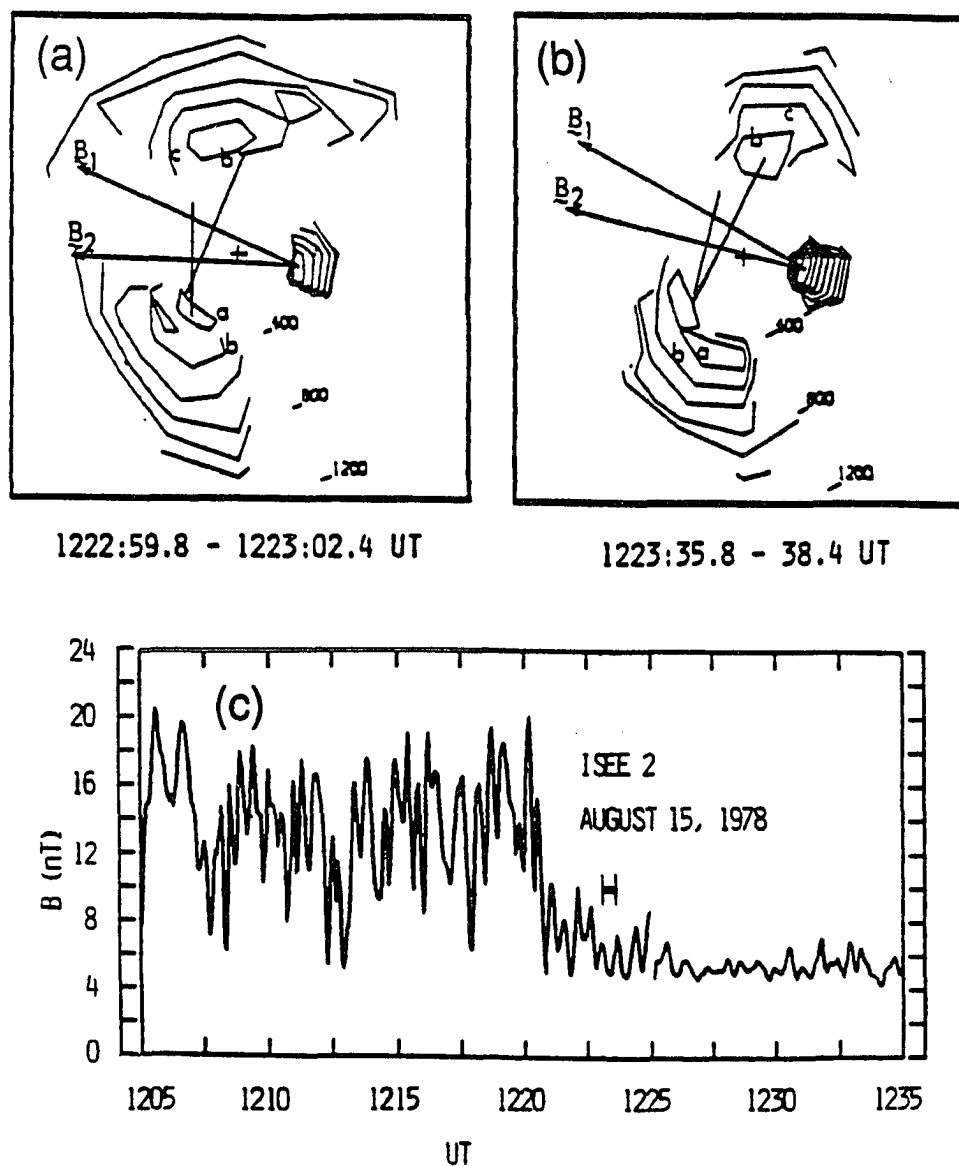 (a)
c
b
B1
B2
a
b
400
800
1200
1222:59.8 - 1223:02.4 UT
(b)
c
b
B1
B2
b
a
400
800
1200
1223:35.8 - 38.4 UT
(c)
24
20
16
12
8
4
0
B (nT)
ISEE 2
AUGUST 15, 1978
1205
1210
1215
1220
1225
1230
1235
UT